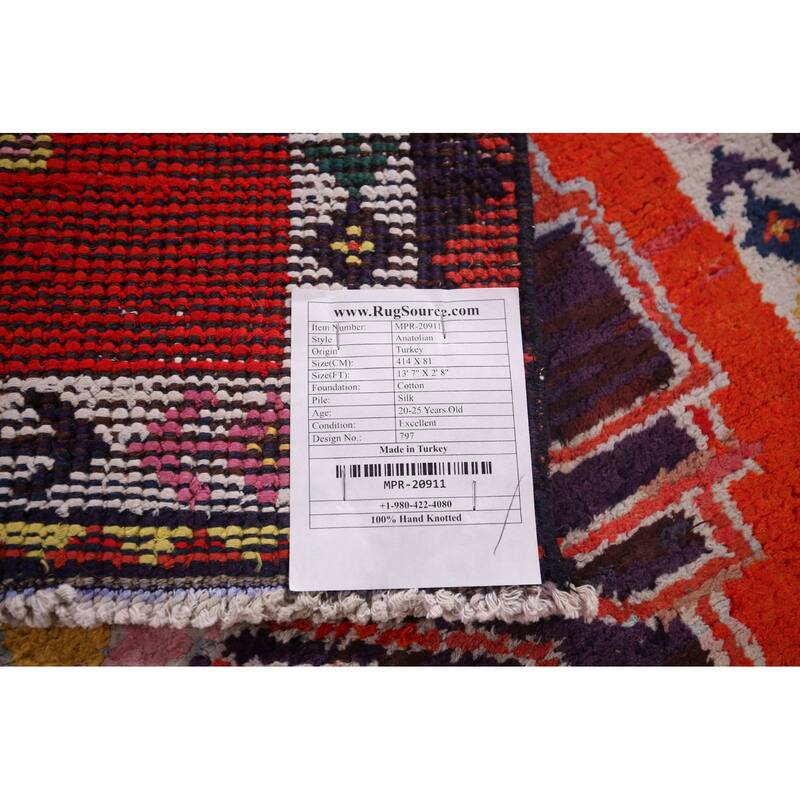 www.RugSource.com
Item Number: MPR-20911
Style Anatolian
Origin Turkey
Size(CM): 414 X 81
Size(FT): 13' 7" X 2' 8"
Foundation: Cotton
Pile: Silk
Age: 20-25 Years Old
Condition: Excellent
Design No.: 797
Made in Turkey
MPR-20911
+1-980-422-4080
100% Hand Knotted